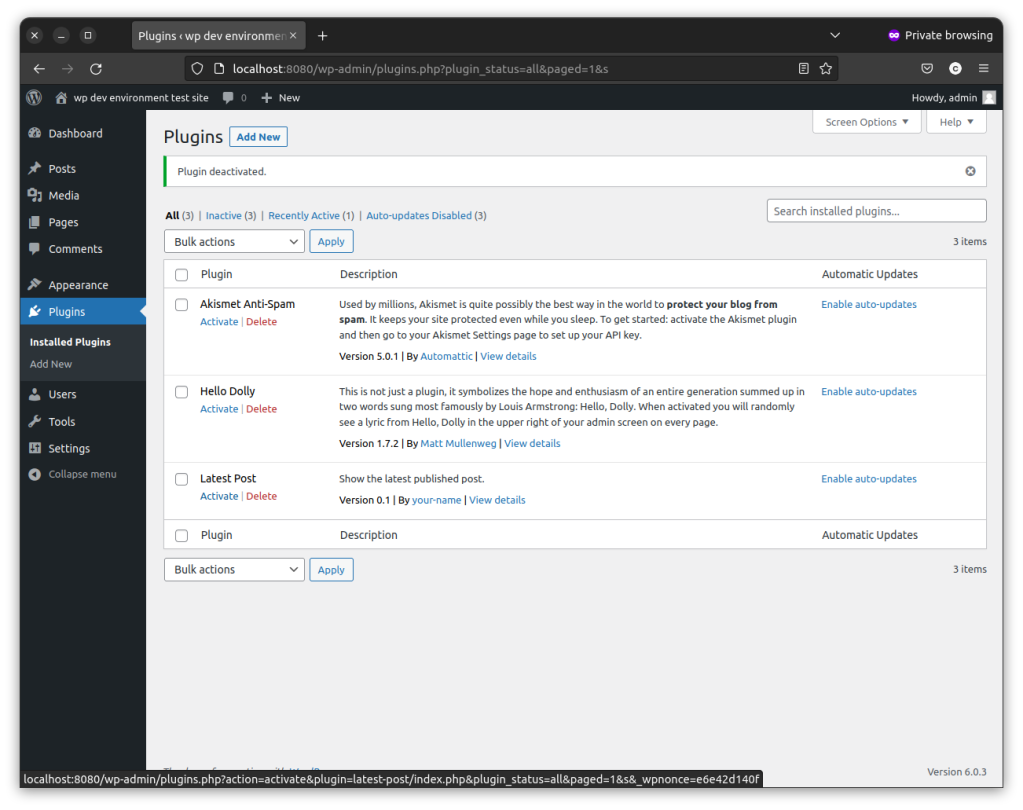 Plugins ‹ wp dev environmen
Private browsing
localhost:8080/wp-admin/plugins.php?plugin_status=all&paged=1&s
wp dev environment test site
0
New
Howdy, admin
Dashboard
Posts
Media
Pages
Comments
Appearance
Plugins
Installed Plugins
Add New
Users
Tools
Settings
Collapse menu
Screen Options
Help
Plugins
Add New
Plugin deactivated.
All (3) | Inactive (3) | Recently Active (1) | Auto-updates Disabled (3)
Search installed plugins...
Bulk actions
Apply
3 items
Plugin
Description
Automatic Updates
Akismet Anti-Spam
Activate | Delete
Used by millions, Akismet is quite possibly the best way in the world to protect your blog from
spam. It keeps your site protected even while you sleep. To get started: activate the Akismet plugin
and then go to your Akismet Settings page to set up your API key.
Version 5.0.1 | By Automattic | View details
Enable auto-updates
Hello Dolly
Activate | Delete
This is not just a plugin, it symbolizes the hope and enthusiasm of an entire generation summed up in
two words sung most famously by Louis Armstrong: Hello, Dolly. When activated you will randomly
see a lyric from Hello, Dolly in the upper right of your admin screen on every page.
Version 1.7.2 | By Matt Mullenweg | View details
Enable auto-updates
Latest Post
Activate | Delete
Show the latest published post.
Version 0.1 | By your-name | View details
Enable auto-updates
Plugin
Description
Automatic Updates
Bulk actions
Apply
3 items
Version 6.0.3
localhost:8080/wp-admin/plugins.php?action=activate&plugin=latest-post/index.php&plugin_status=all&paged=1&s&_wpnonce=e6e42d140f